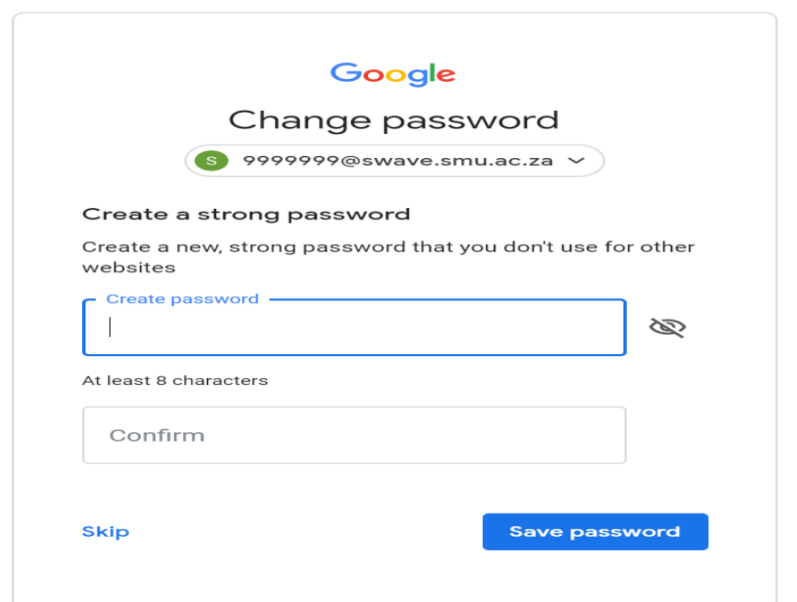 Google
Change password
S 9999999@swave.smu.ac.za
Create a strong password
Create a new, strong password that you don't use for other
websites
Create password
At least 8 characters
Confirm
Skip Save password